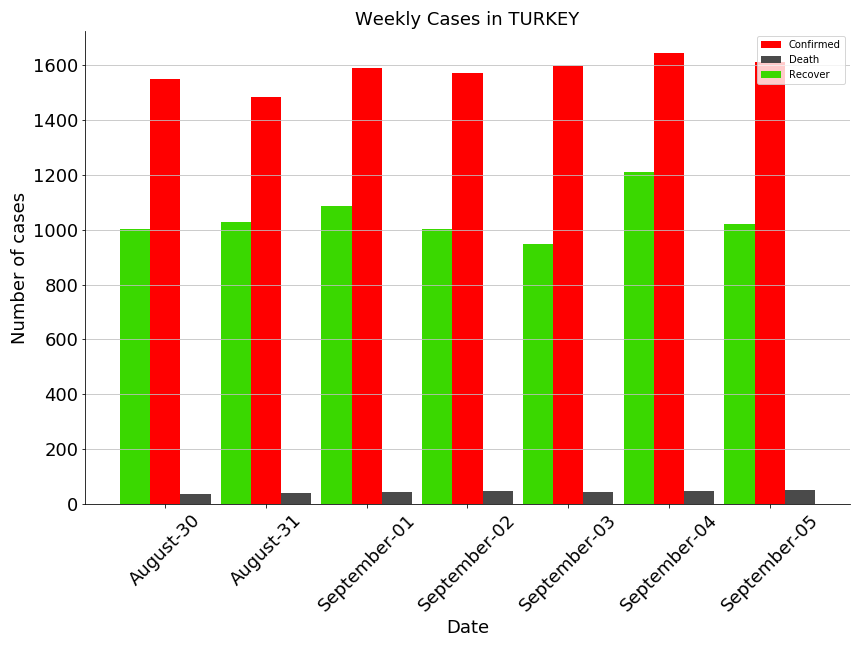 Weekly Cases in TURKEY
Confirmed
Death
Recover
Number of cases
1600
1400
1200
1000
800
600
400
200
0
August-30
August-31
September-01
September-02
September-03
September-04
September-05
Date